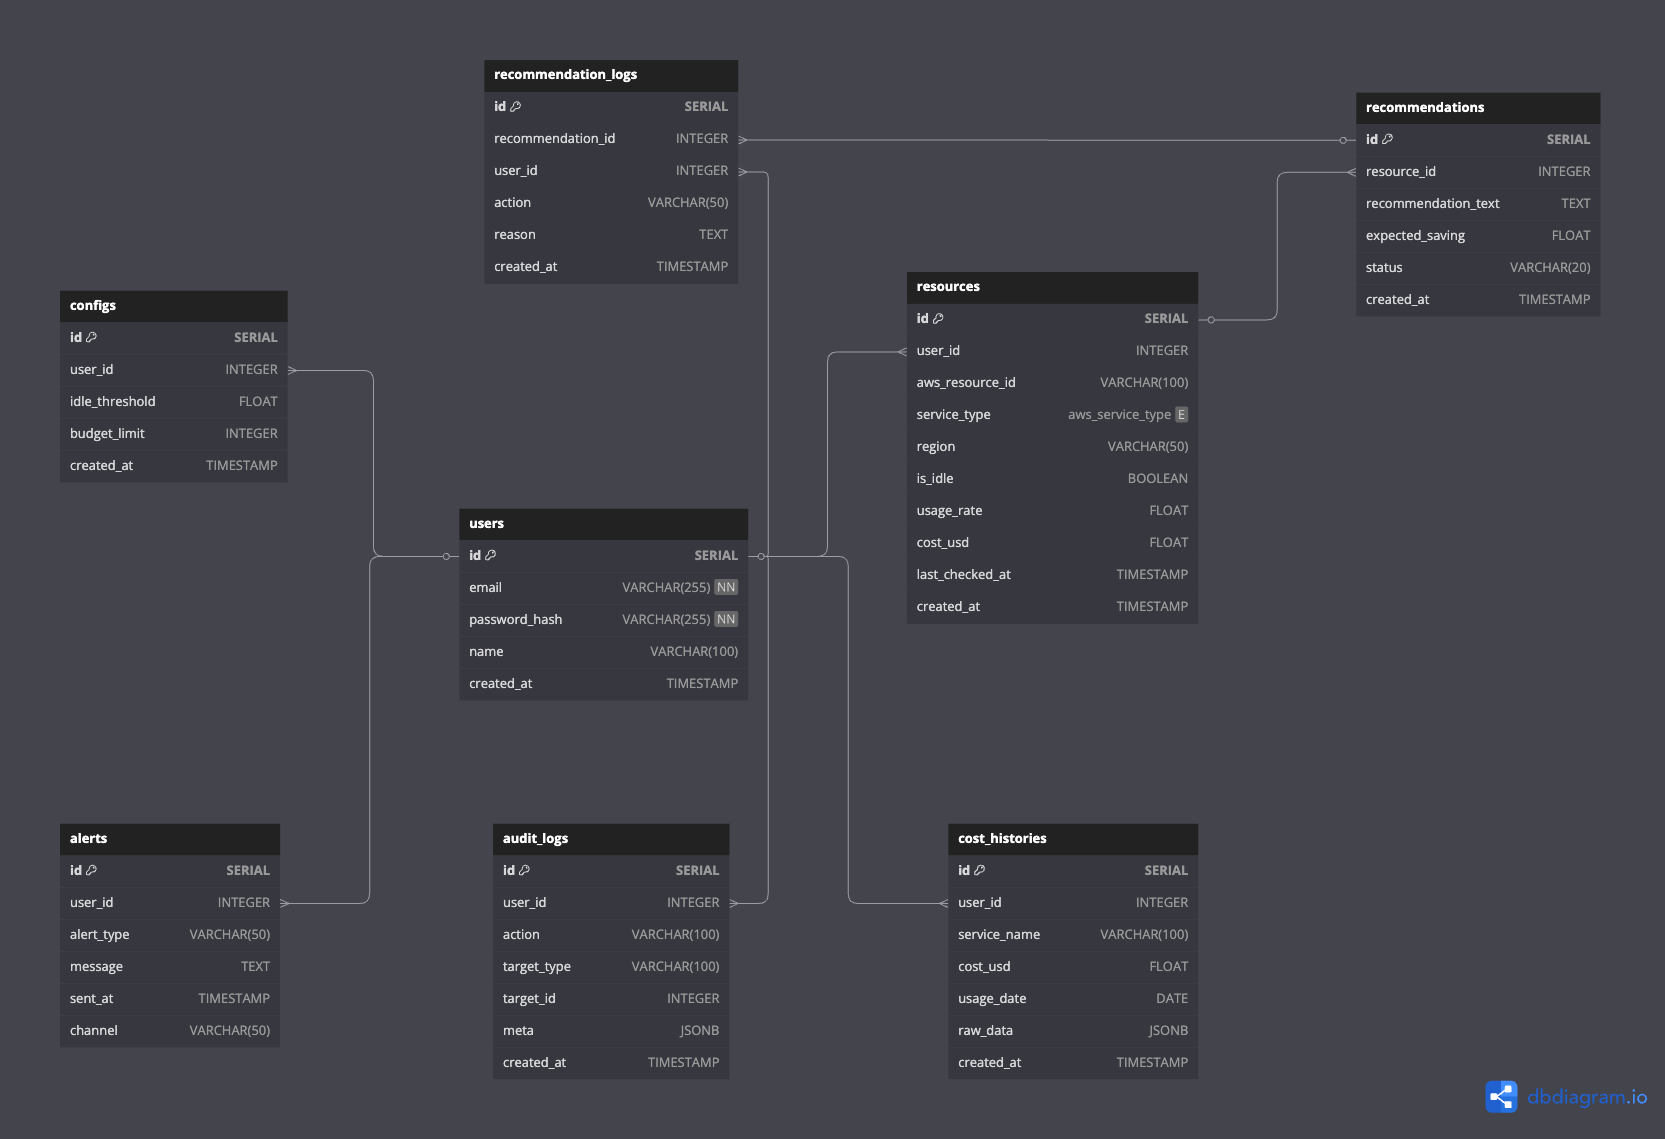 recommendation_logs
id SERIAL
recommendation_id INTEGER
user_id INTEGER
action VARCHAR(50)
reason TEXT
created_at TIMESTAMP
recommendations
id SERIAL
resource_id INTEGER
recommendation_text TEXT
expected_saving FLOAT
status VARCHAR(20)
created_at TIMESTAMP
resources
id SERIAL
user_id INTEGER
aws_resource_id VARCHAR(100)
service_type aws_service_type E
region VARCHAR(50)
is_idle BOOLEAN
usage_rate FLOAT
cost_usd FLOAT
last_checked_at TIMESTAMP
created_at TIMESTAMP
configs
id SERIAL
user_id INTEGER
idle_threshold FLOAT
budget_limit INTEGER
created_at TIMESTAMP
users
id SERIAL
email VARCHAR(255) NN
password_hash VARCHAR(255) NN
name VARCHAR(100)
created_at TIMESTAMP
alerts
id SERIAL
user_id INTEGER
alert_type VARCHAR(50)
message TEXT
sent_at TIMESTAMP
channel VARCHAR(50)
audit_logs
id SERIAL
user_id INTEGER
action VARCHAR(100)
target_type VARCHAR(100)
target_id INTEGER
meta JSONB
created_at TIMESTAMP
cost_histories
id SERIAL
user_id INTEGER
service_name VARCHAR(100)
cost_usd FLOAT
usage_date DATE
raw_data JSONB
created_at TIMESTAMP
dbdiagram.io